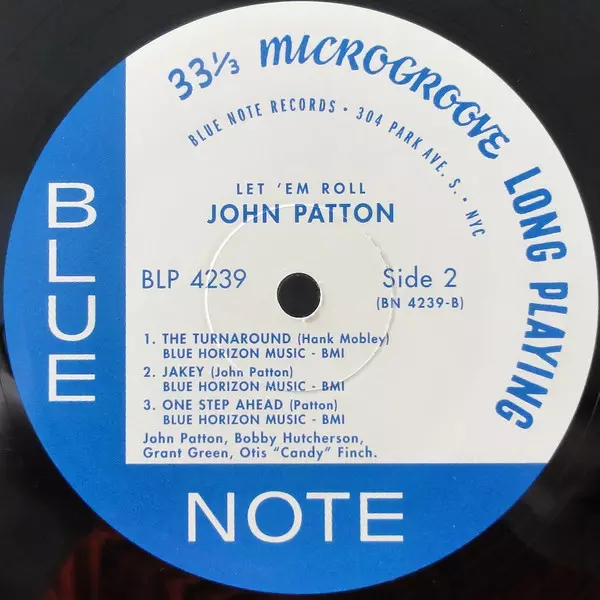 33⅓ MICROGROOVE LONG PLAYING
BLUE NOTE RECORDS • 304 PARK AVE. S. • NYC
LET 'EM ROLL
JOHN PATTON
BLP 4239
Side 2
(BN 4239-B)
1. THE TURNAROUND (Hank Mobley)
BLUE HORIZON MUSIC - BMI
2. JAKEY (John Patton)
BLUE HORIZON MUSIC - BMI
3. ONE STEP AHEAD (Patton)
BLUE HORIZON MUSIC - BMI
John Patton, Bobby Hutcherson,
Grant Green, Otis "Candy" Finch.
BLUE
NOTE